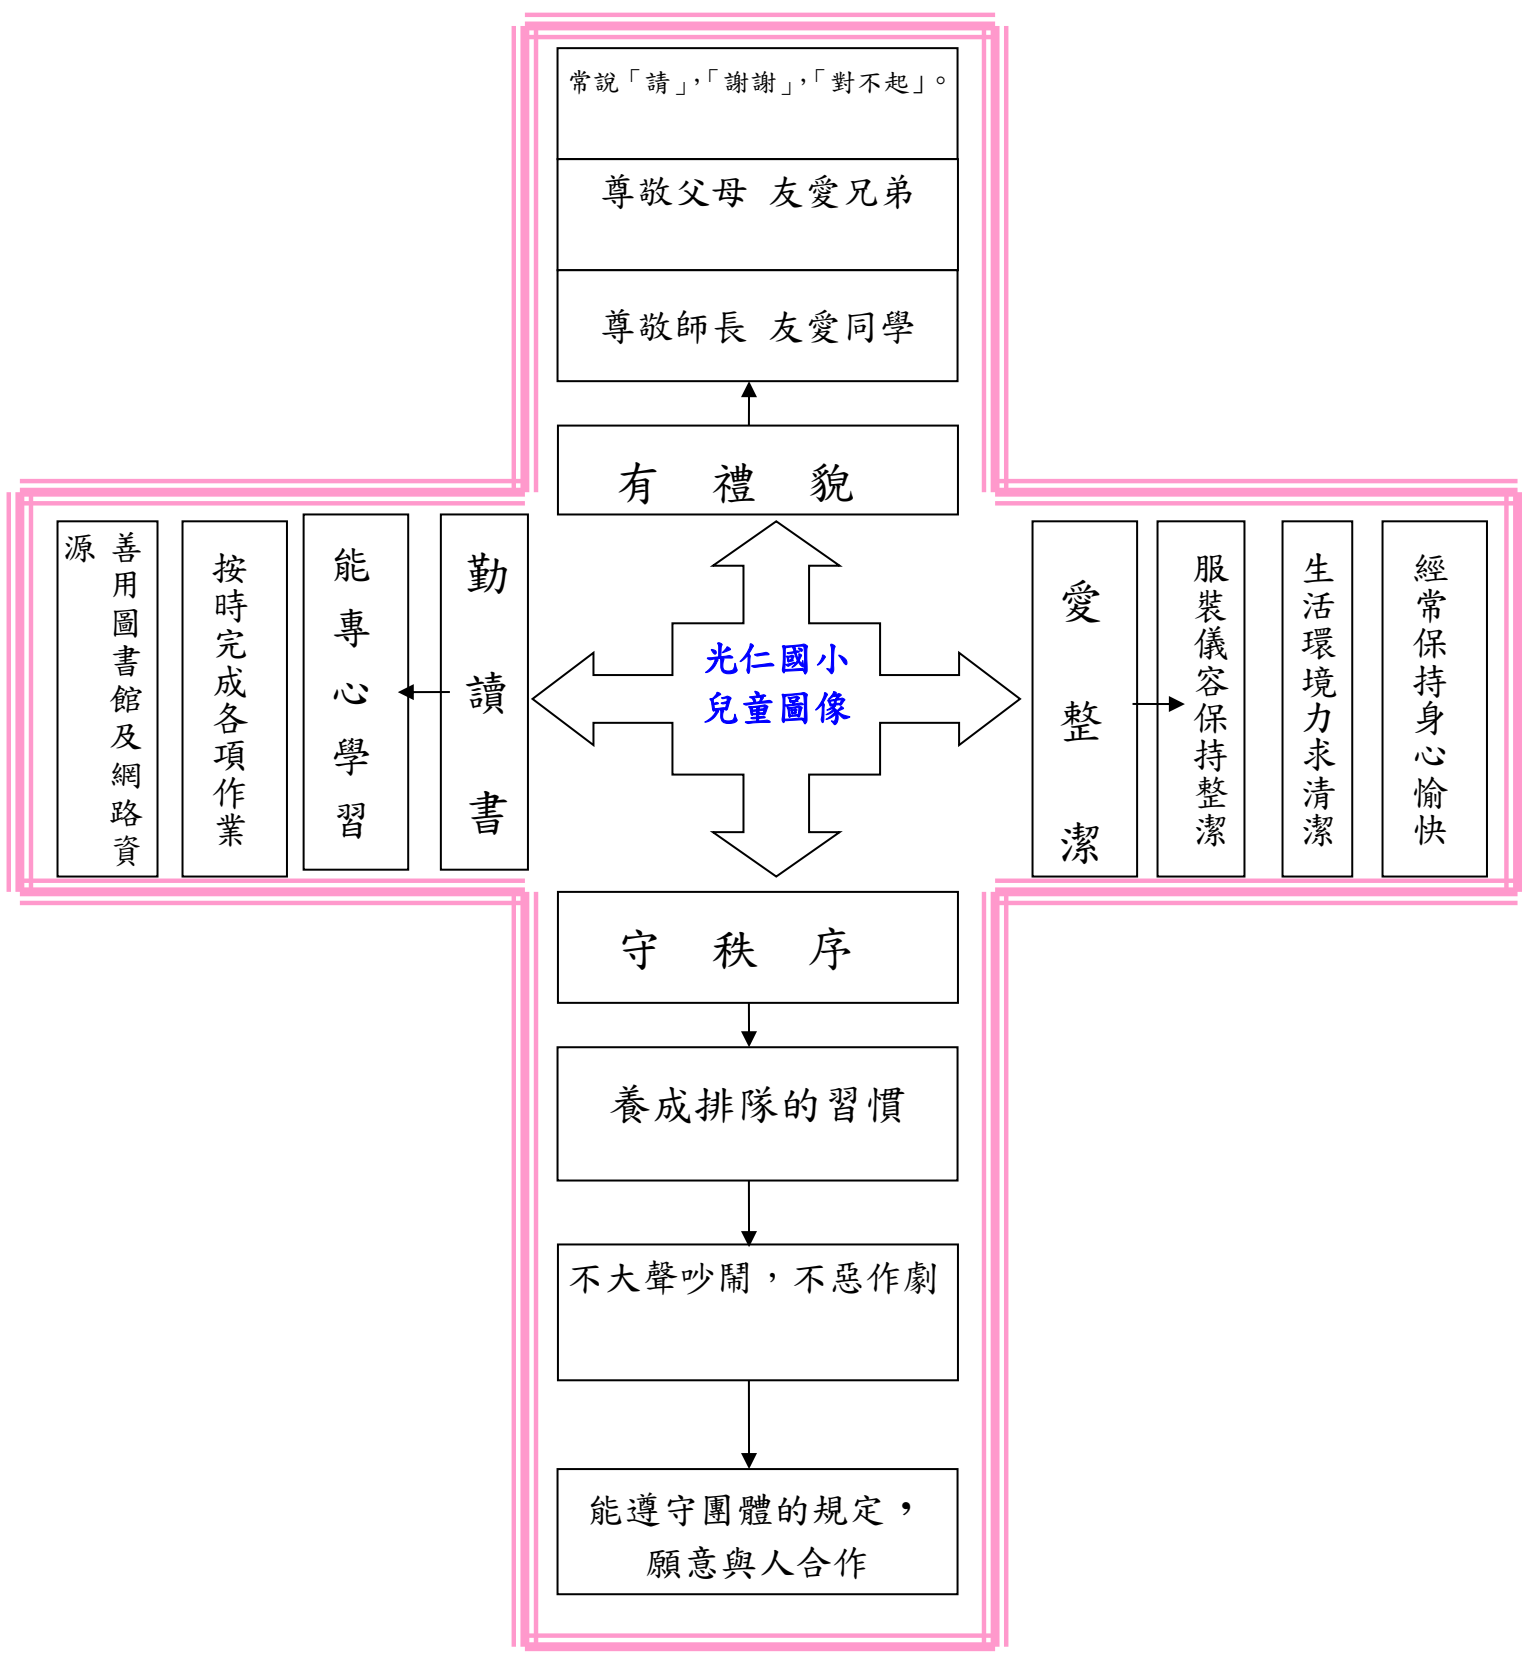 常說「請」,「謝謝」,「對不起」。
尊敬父母 友愛兄弟
尊敬師長 友愛同學
有 禮 貌
善用圖書館及網路資
源
按時完成各項作業
能專心學習
勤讀書
光仁國小
兒童圖像
愛整潔
服裝儀容保持整潔
生活環境力求清潔
經常保持身心愉快
守 秩 序
養成排隊的習慣
不大聲吵鬧，不惡作劇
能遵守團體的規定，
願意與人合作